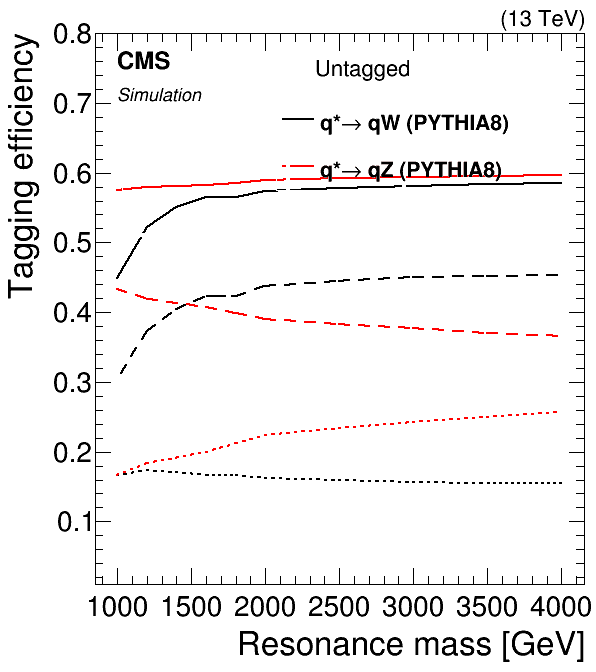 (13 TeV)
CMS
Simulation
Untagged
q*→ qW (PYTHIA8)
q*→ qZ (PYTHIA8)
Tagging efficiency
0.8
0.7
0.6
0.5
0.4
0.3
0.2
0.1
1000 1500 2000 2500 3000 3500 4000
Resonance mass [GeV]